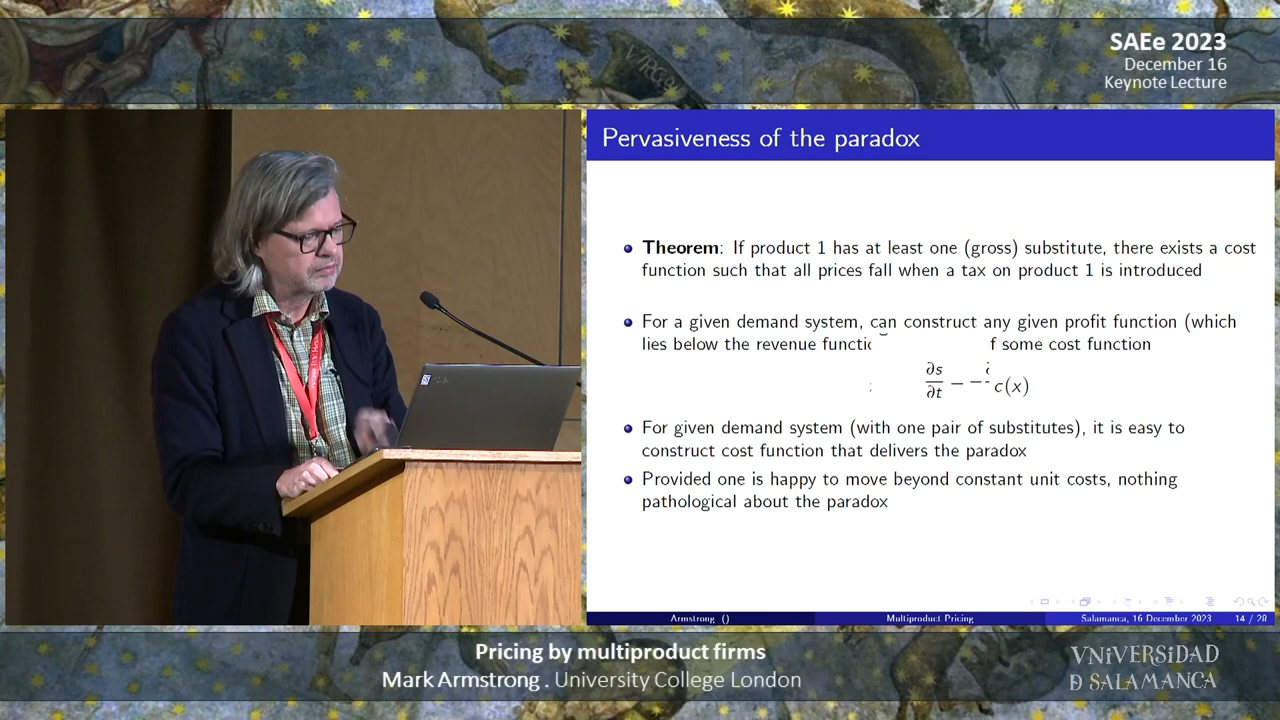 SAEe 2023
December 16
Keynote Lecture
Pervasiveness of the paradox
Theorem: If product 1 has at least one (gross) substitute, there exists a cost
function such that all prices fall when a tax on product 1 is introduced
For a given demand system, can construct any given profit function (which
lies below the revenue some cost function
∂s
∂t
c(x)
For given demand system (with one pair of substitutes), it is easy to
construct cost function that delivers the paradox
Provided one is happy to move beyond constant unit costs, nothing
pathological about the paradox
Armstrong () Multiproduct Pricing Salamanca, 16 December 2023 14 / 28
Pricing by multiproduct firms
Mark Armstrong . University College London
VNiVERSiDAD
D SALAMANCA